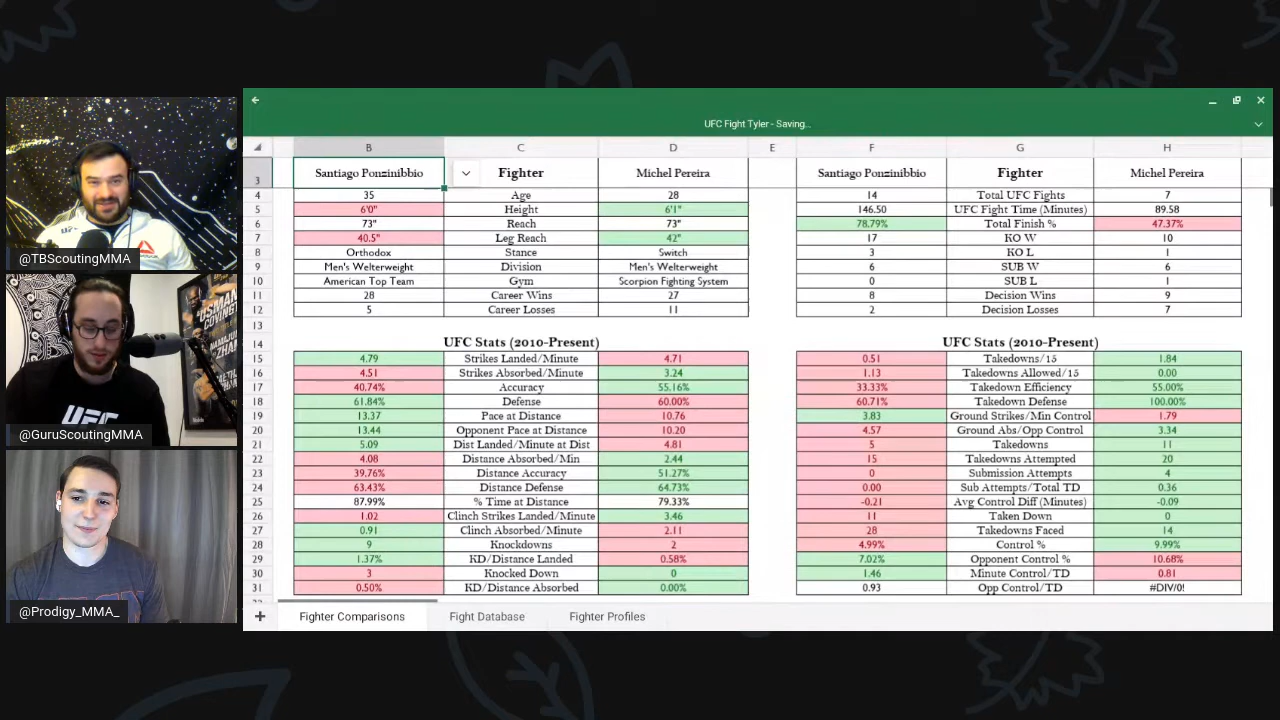 @TBScoutingMMA
UFC
@GuruScoutingMMA
@Prodigy_MMA_
UFC Fight Tyler - Saving...
B C D E F G H
3 Santiago Ponzinibbio Fighter Michel Pereira Santiago Ponzinibbio Fighter Michel Pereira
4 35 Age 28 14 Total UFC Fights 7
5 6'0" Height 6'1" 146.50 UFC Fight Time (Minutes) 89.58
6 73" Reach 73" 78.79% Total Finish % 47.37%
7 40.5" Leg Reach 42" 17 KO W 10
8 Orthodox Stance Switch 3 KO L 1
9 Men's Welterweight Division Men's Welterweight 6 SUB W 6
10 American Top Team Gym Scorpion Fighting System 0 SUB L 1
11 28 Career Wins 27 8 Decision Wins 9
12 5 Career Losses 11 2 Decision Losses 7
13
14 UFC Stats (2010-Present) UFC Stats (2010-Present)
15 4.79 Strikes Landed/Minute 4.71 0.51 Takedowns/15 1.84
16 4.51 Strikes Absorbed/Minute 3.24 1.13 Takedowns Allowed/15 0.00
17 40.74% Accuracy 55.16% 33.33% Takedown Efficiency 55.00%
18 61.84% Defense 60.00% 60.71% Takedown Defense 100.00%
19 13.37 Pace at Distance 10.76 3.83 Ground Strikes/Min Control 1.79
20 13.44 Opponent Pace at Distance 10.20 4.57 Ground Abs/Opp Control 3.34
21 5.09 Dist Landed/Minute at Dist 4.81 5 Takedowns 11
22 4.08 Distance Absorbed/Min 2.44 15 Takedowns Attempted 20
23 39.76% Distance Accuracy 51.27% 0 Submission Attempts 4
24 63.43% Distance Defense 64.73% 0.00 Sub Attempts/Total TD 0.36
25 87.99% % Time at Distance 79.33% -0.21 Avg Control Diff (Minutes) -0.09
26 1.02 Clinch Strikes Landed/Minute 3.46 11 Taken Down 0
27 0.91 Clinch Absorbed/Minute 2.11 28 Takedowns Faced 14
28 9 Knockdowns 2 4.99% Control % 9.99%
29 1.37% KD/Distance Landed 0.58% 7.02% Opponent Control % 10.68%
30 3 Knocked Down 0 1.46 Minute Control/TD 0.81
31 0.50% KD/Distance Absorbed 0.00% 0.93 Opp Control/TD #DIV/0!
Fighter Comparisons Fight Database Fighter Profiles